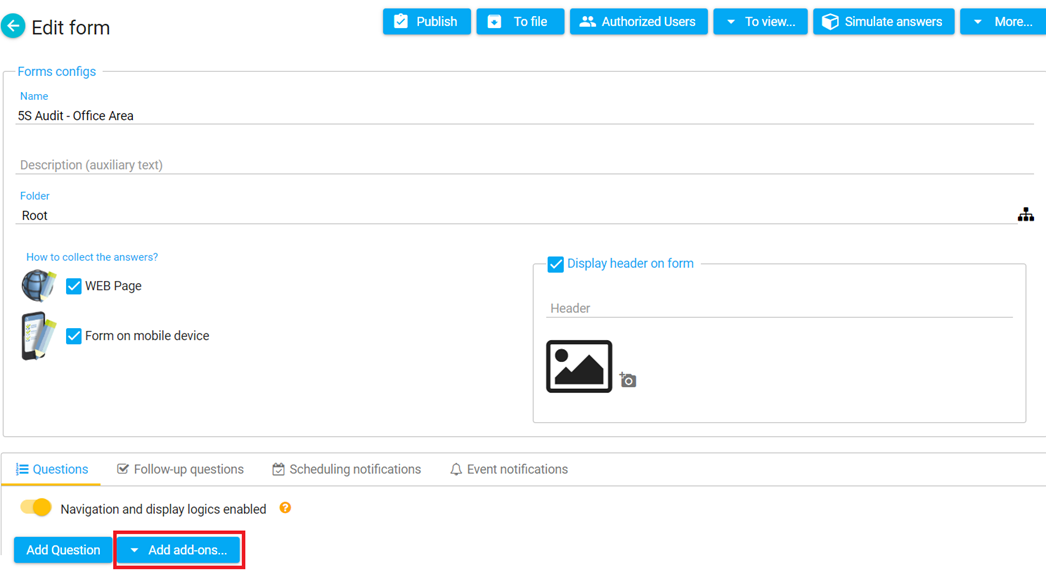 Edit form
Publish
To file
Authorized Users
To view...
Simulate answers
More...
Forms configs
Name
5S Audit - Office Area
Description (auxiliary text)
Folder
Root
How to collect the answers?
WEB Page
Form on mobile device
Display header on form
Header
Questions
Follow-up questions
Scheduling notifications
Event notifications
Navigation and display logics enabled
?
Add Question
Add add-ons...